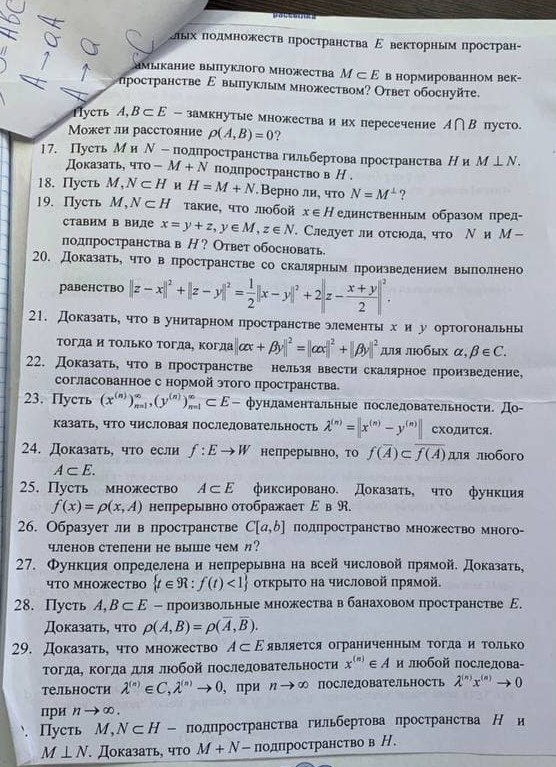 O=ABC
A→aA
A→a
C
лых подмножеств пространства E векторным простран-
амыкание выпуклого множества M⊂E в нормированном век-
пространстве E выпуклым множеством? Ответ обоснуйте.
Пусть A,B⊂E – замкнутые множества и их пересечение A⋂B пусто.
Может ли расстояние ρ(A,B)=0?
17. Пусть M и N – подпространства гильбертова пространства H и M⊥N.
Доказать, что – M+N подпространство в H.
18. Пусть M,N⊂H и H=M+N.Верно ли, что N=M^⊥?
19. Пусть M,N⊂H такие, что любой x∈H единственным образом пред-
ставим в виде x=y+z, y∈M, z∈N. Следует ли отсюда, что N и M–
подпространства в H? Ответ обосновать.
20. Доказать, что в пространстве со скалярным произведением выполнено
равенство ||z-x||²+||z-y||²=1/2||x-y||²+2||z-(x+y)/2||².
21. Доказать, что в унитарном пространстве элементы x и y ортогональны
тогда и только тогда, когда ||αx+βy||²=||αx||²+||βy||² для любых α,β∈C.
22. Доказать, что в пространстве нельзя ввести скалярное произведение,
согласованное с нормой этого пространства.
23. Пусть (x^(n))_{n=1}^∞,(y^(n))_{n=1}^∞⊂E– фундаментальные последовательности. До-
казать, что числовая последовательность λ^(n)=||x^(n)-y^(n)|| сходится.
24. Доказать, что если f:E→W непрерывно, то f(A̅)⊂f̅(̅A̅)̅ для любого
A⊂E.
25. Пусть множество A⊂E фиксировано. Доказать, что функция
f(x)=ρ(x,A) непрерывно отображает E в ℜ.
26. Образует ли в пространстве C[a,b] подпространство множество много-
членов степени не выше чем n?
27. Функция определена и непрерывна на всей числовой прямой. Доказать,
что множество {t∈ℜ:f(t)<1} открыто на числовой прямой.
28. Пусть A,B⊂E – произвольные множества в банаховом пространстве E.
Доказать, что ρ(A,B)=ρ(A̅,B̅).
29. Доказать, что множество A⊂E является ограниченным тогда и только
тогда, когда для любой последовательности x^(n)∈A и любой последова-
тельности λ^(n)∈C,λ^(n)→0, при n→∞ последовательность λ^(n)x^(n)→0
при n→∞.
Пусть M,N⊂H – подпространства гильбертова пространства H и
M⊥N. Доказать, что M+N– подпространство в H.